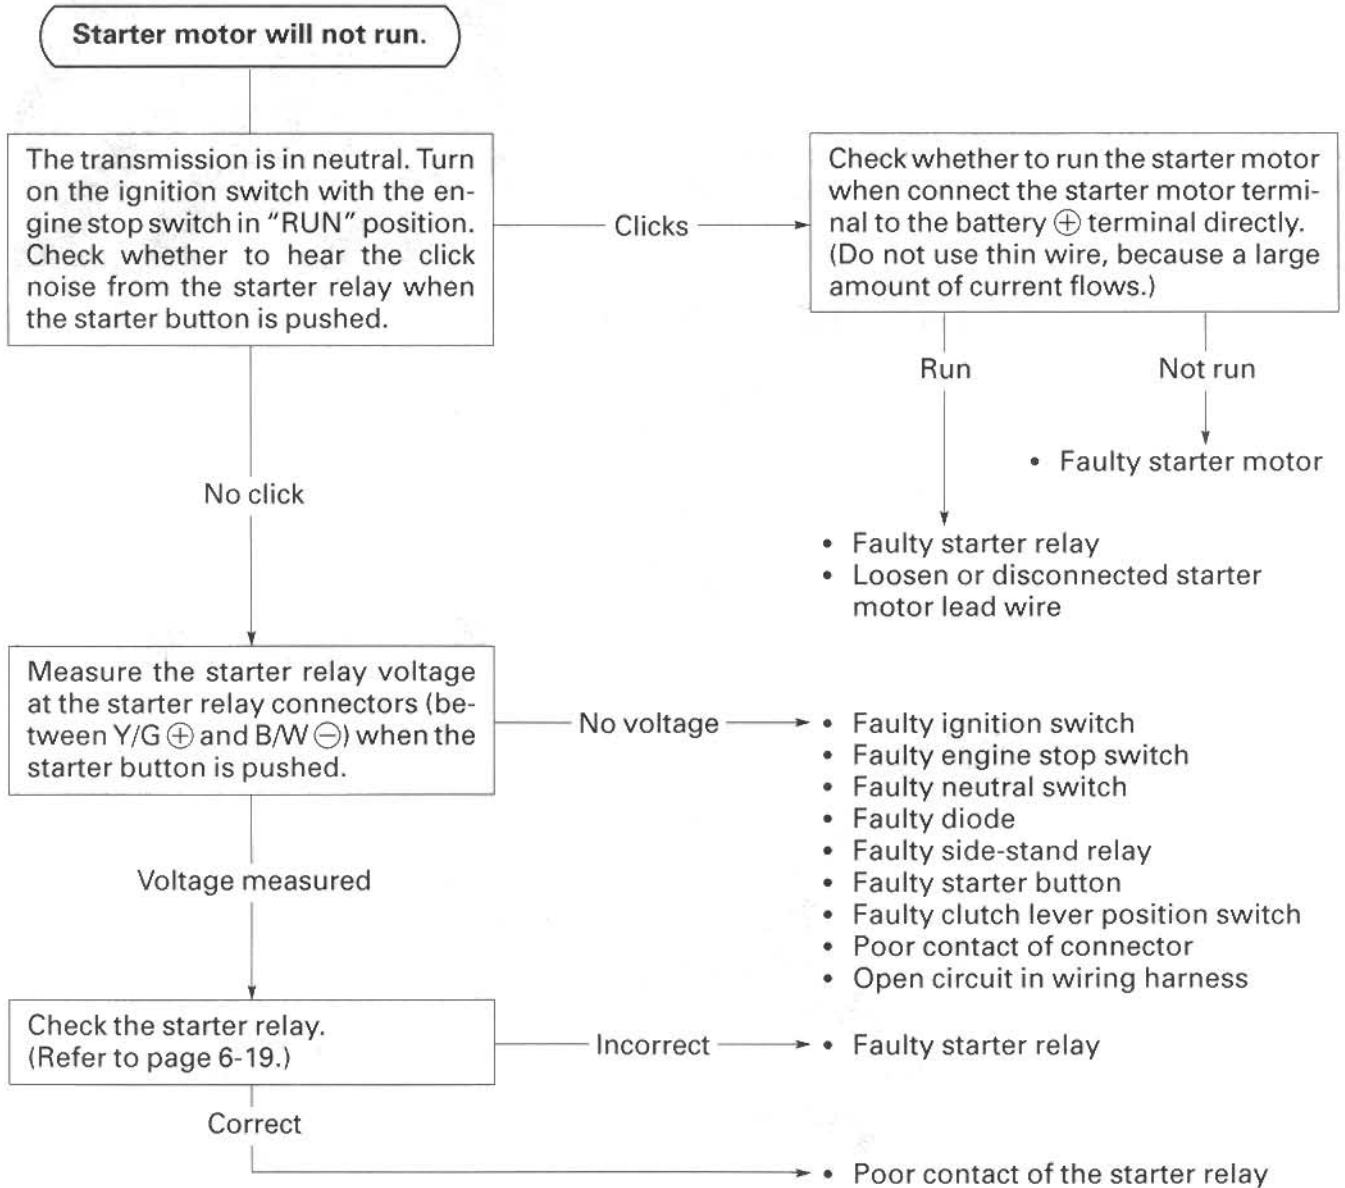 Starter motor will not run.
The transmission is in neutral. Turn
on the ignition switch with the en-
gine stop switch in “RUN” position.
Check whether to hear the click
noise from the starter relay when
the starter button is pushed.
Clicks
Check whether to run the starter motor
when connect the starter motor termi-
nal to the battery ⊕ terminal directly.
(Do not use thin wire, because a large
amount of current flows.)
Run
Not run
• Faulty starter motor
No click
• Faulty starter relay
• Loosen or disconnected starter
motor lead wire
Measure the starter relay voltage
at the starter relay connectors (be-
tween Y/G ⊕ and B/W ⊖) when the
starter button is pushed.
No voltage
• Faulty ignition switch
• Faulty engine stop switch
• Faulty neutral switch
• Faulty diode
• Faulty side-stand relay
• Faulty starter button
• Faulty clutch lever position switch
• Poor contact of connector
• Open circuit in wiring harness
Voltage measured
Check the starter relay.
(Refer to page 6-19.)
Incorrect
• Faulty starter relay
Correct
• Poor contact of the starter relay